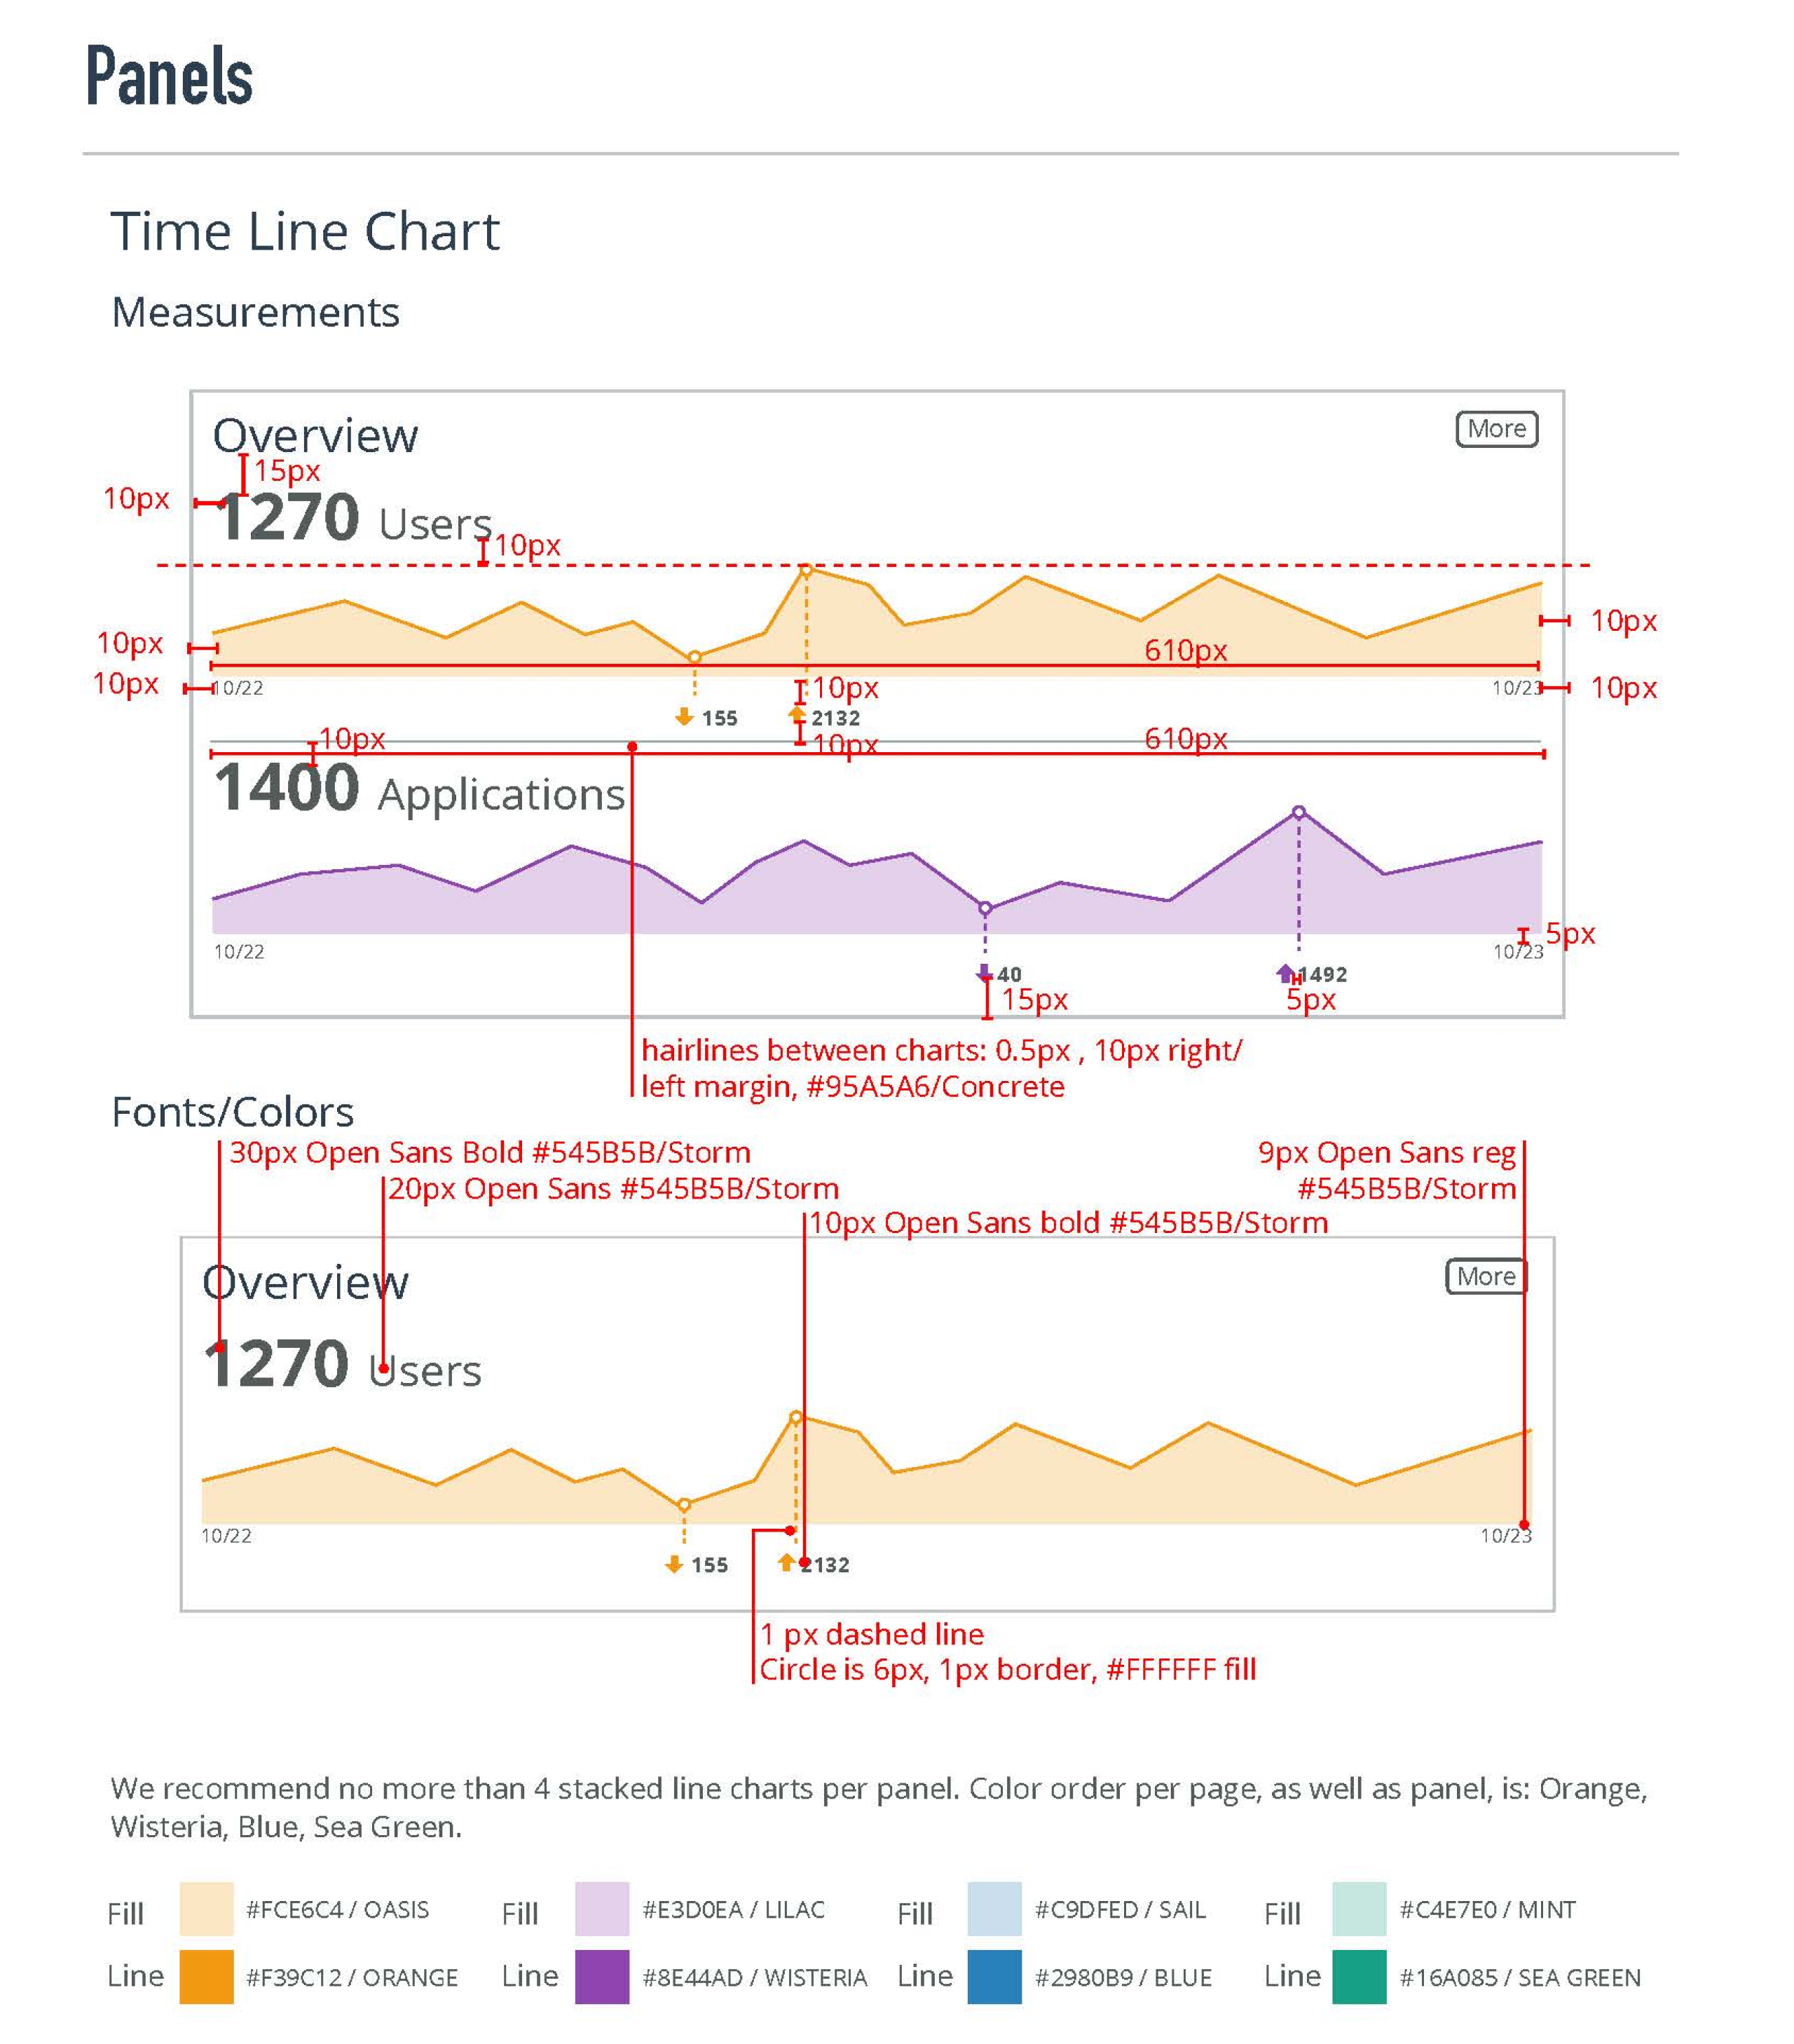 Panels
Time Line Chart
Measurements
Overview
More
15px
10px
1270 Users
10px
10px
610px
10px
10px
10/22
10px
10/23
10px
155
2132
10px
10px
610px
1400 Applications
10/22
5px
10/23
40
1492
15px
5px
hairlines between charts: 0.5px , 10px right/
left margin, #95A5A6/Concrete
Fonts/Colors
30px Open Sans Bold #545B5B/Storm
9px Open Sans reg
20px Open Sans #545B5B/Storm
#545B5B/Storm
10px Open Sans bold #545B5B/Storm
Overview
More
1270 Users
10/22
10/23
155
2132
1 px dashed line
Circle is 6px, 1px border, #FFFFFF fill
We recommend no more than 4 stacked line charts per panel. Color order per page, as well as panel, is: Orange,
Wisteria, Blue, Sea Green.
Fill #FCE6C4 / OASIS Fill #E3D0EA / LILAC Fill #C9DFED / SAIL Fill #C4E7E0 / MINT
Line #F39C12 / ORANGE Line #8E44AD / WISTERIA Line #2980B9 / BLUE Line #16A085 / SEA GREEN